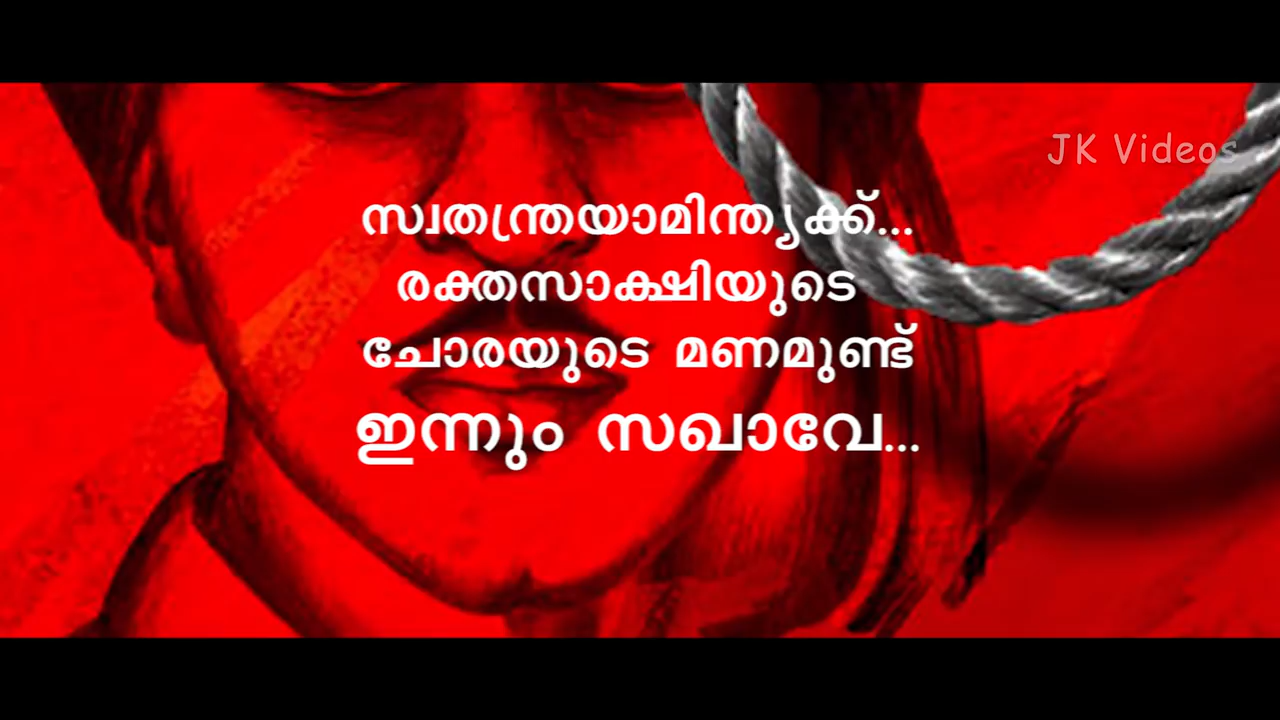 JK Videos
സ്വതന്ത്രയാമിന്ത്യക്ക്...
രക്തസാക്ഷിയുടെ
ചോരയുടെ മണമുണ്ട്
ഇന്നും സഖാവേ...